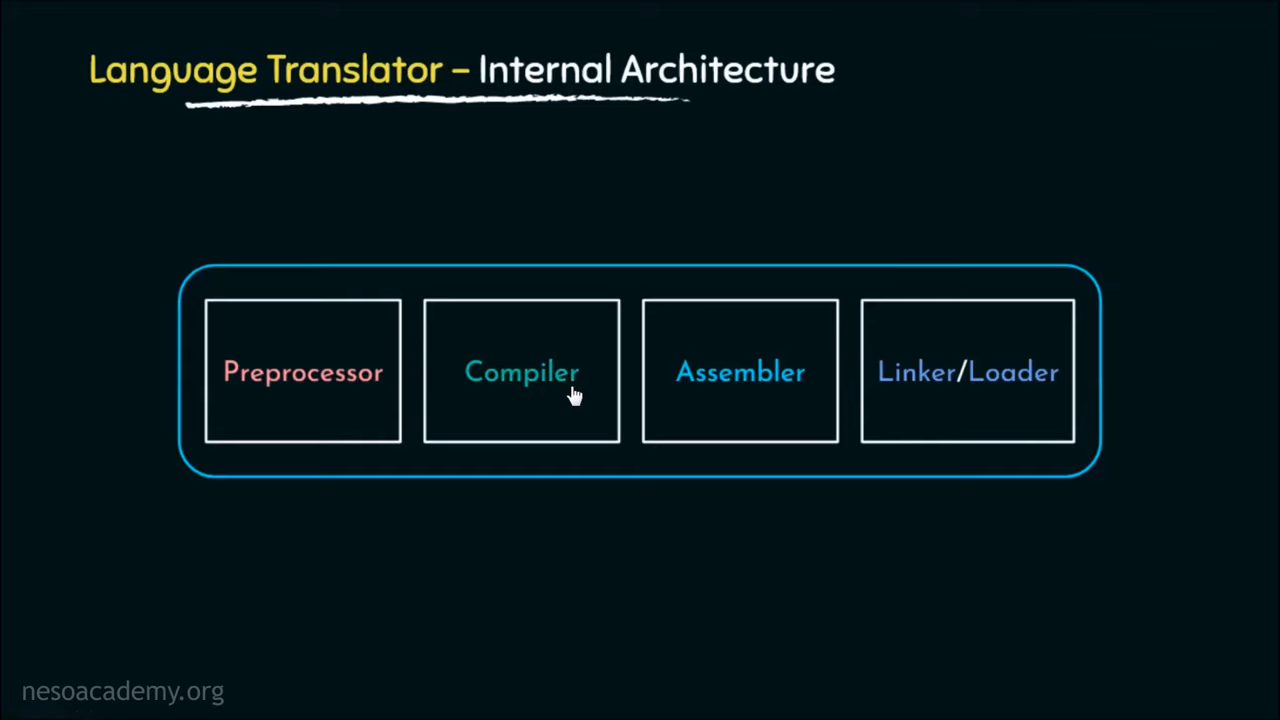 Language Translator – Internal Architecture
Preprocessor
Compiler
Assembler
Linker/Loader
nesoacademy.org